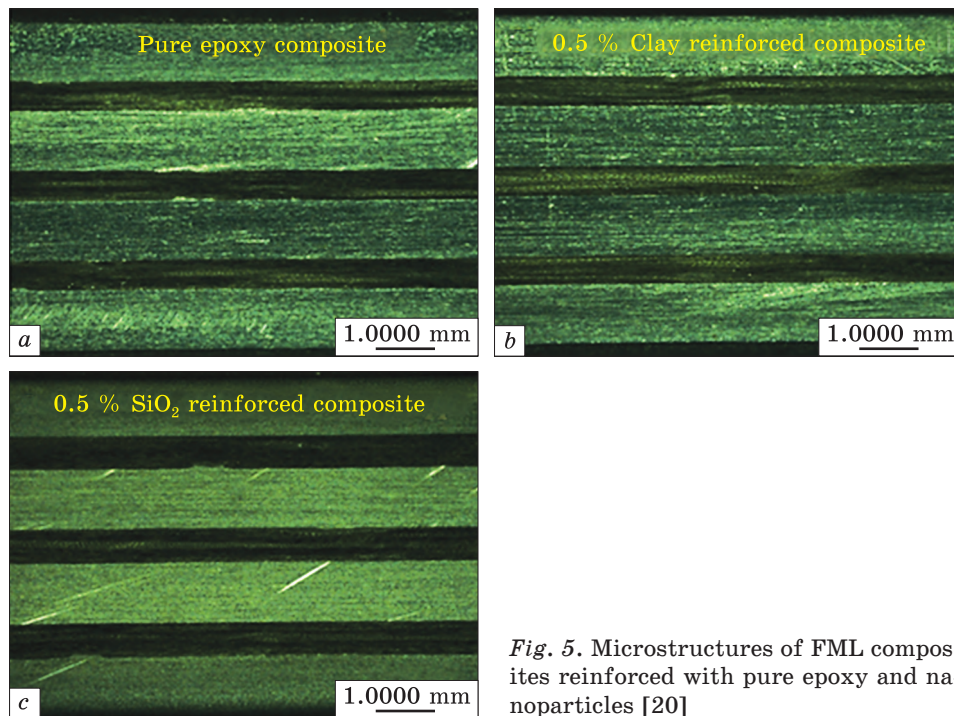 Pure epoxy composite
a
1.0000 mm
0.5 % Clay reinforced composite
b
1.0000 mm
0.5 % SiO₂ reinforced composite
c
1.0000 mm
Fig. 5. Microstructures of FML compos-
ites reinforced with pure epoxy and na-
noparticles [20]